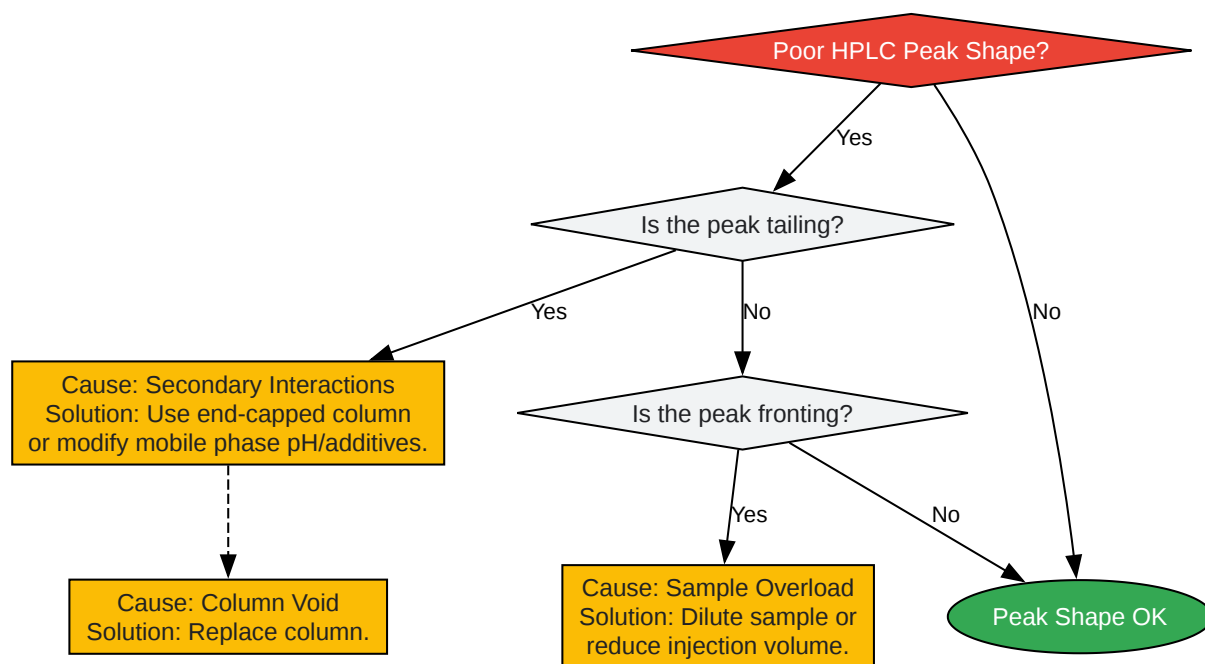 Poor HPLC Peak Shape?
Yes
Is the peak tailing?
Yes
No
No
Cause: Secondary Interactions
Solution: Use end-capped column
or modify mobile phase pH/additives.
Is the peak fronting?
Yes
No
Cause: Column Void
Solution: Replace column.
Cause: Sample Overload
Solution: Dilute sample or
reduce injection volume.
Peak Shape OK